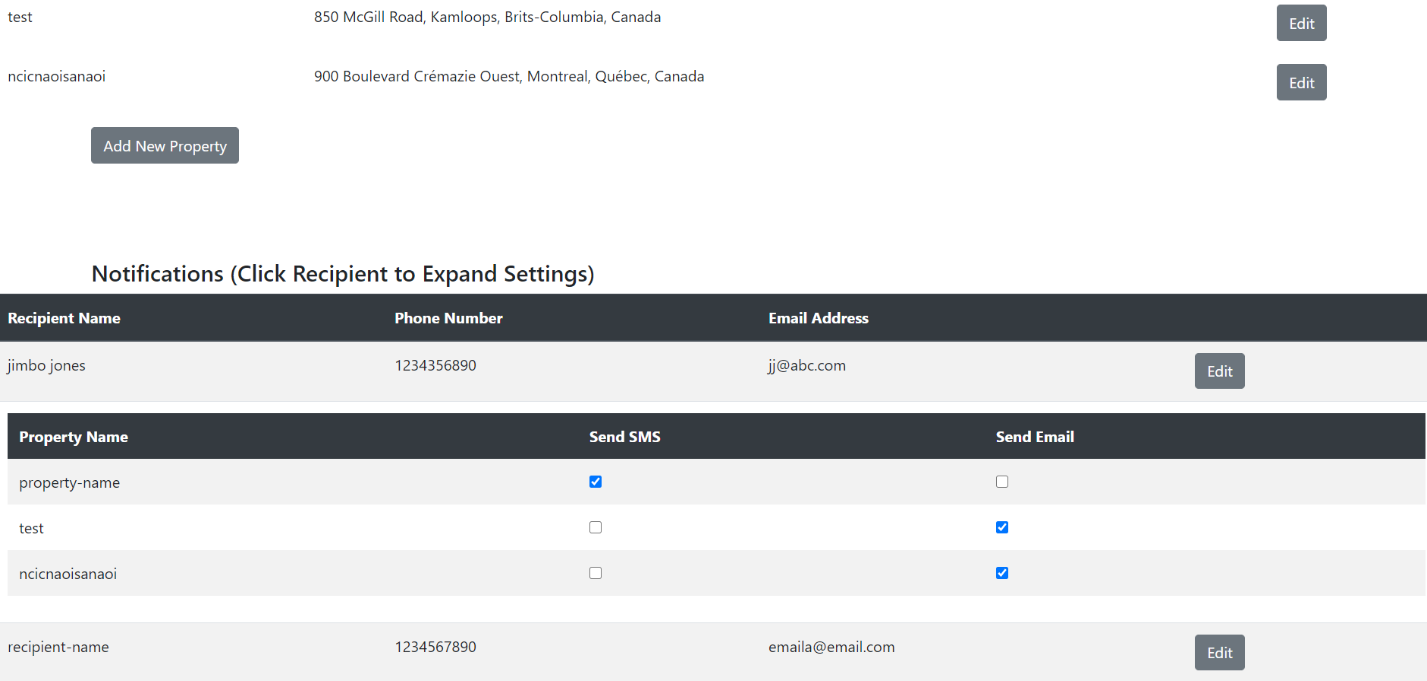 test 850 McGill Road, Kamloops, Brits-Columbia, Canada Edit
ncicnaoisanaoi 900 Boulevard Crémazie Ouest, Montreal, Québec, Canada Edit
Add New Property
Notifications (Click Recipient to Expand Settings)
Recipient Name Phone Number Email Address
jimbo jones 1234356890 jj@abc.com Edit
Property Name Send SMS Send Email
property-name
test
ncicnaoisanaoi
recipient-name 1234567890 emaila@email.com Edit